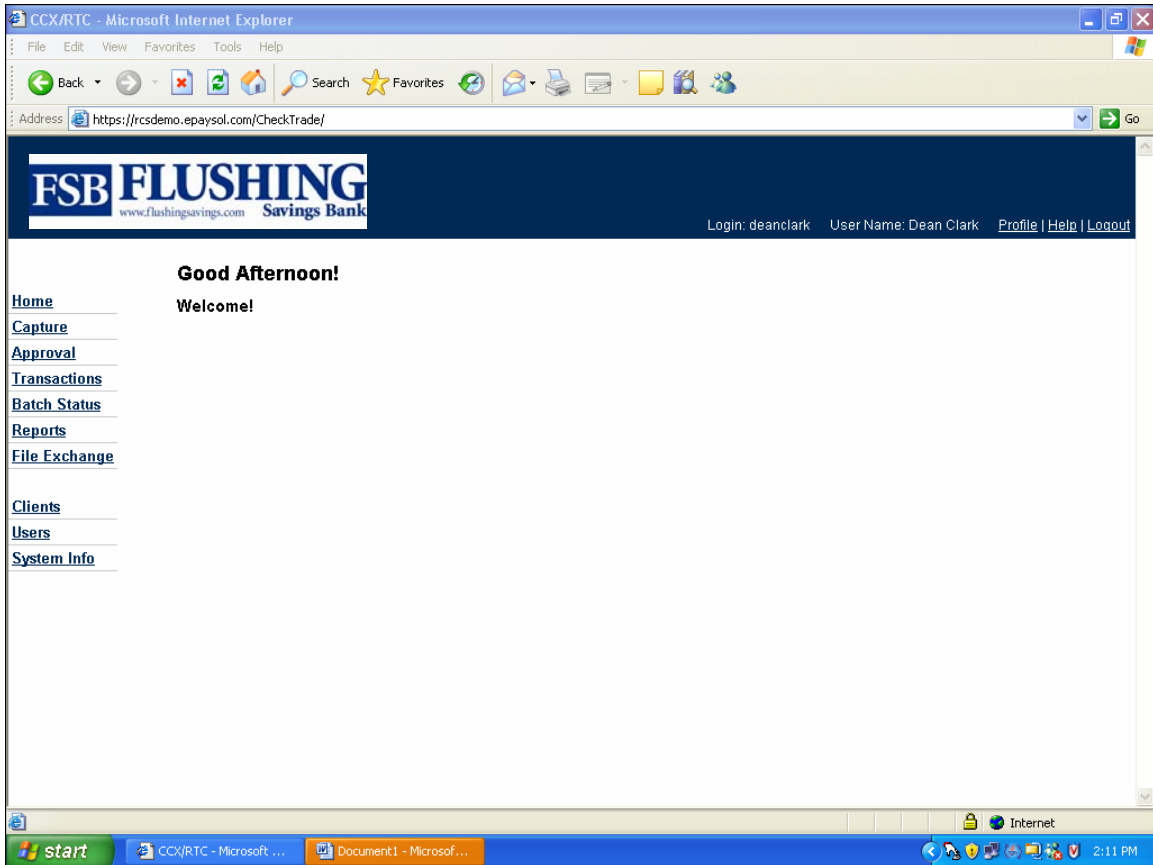 CCX/RTC - Microsoft Internet Explorer
File Edit View Favorites Tools Help
Back Search Favorites
Address https://rcsdemo.epaysol.com/CheckTrade/ Go
FSB FLUSHING
www.flushingsavings.com Savings Bank
Login: deanclark User Name: Dean Clark Profile | Help | Logout
Good Afternoon!
Welcome!
Home
Capture
Approval
Transactions
Batch Status
Reports
File Exchange
Clients
Users
System Info
Internet
start CCX/RTC - Microsoft ... Document1 - Microsof... 2:11 PM